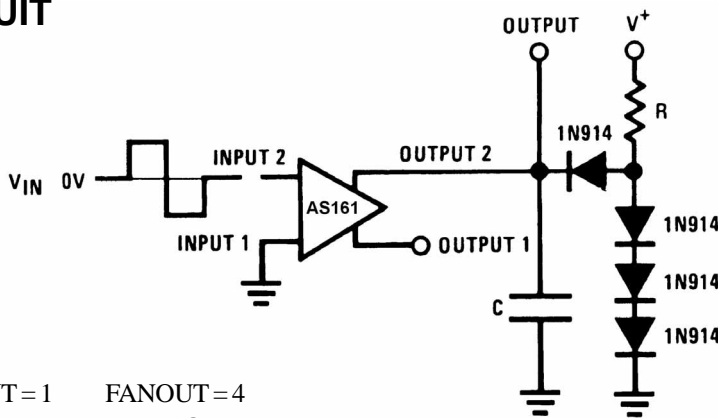 UIT
OUTPUT
V+
R
1N914
INPUT 2
OUTPUT 2
VIN 0V
AS161
1N914
INPUT 1
OUTPUT 1
1N914
C
1N914
T = 1 FANOUT = 4